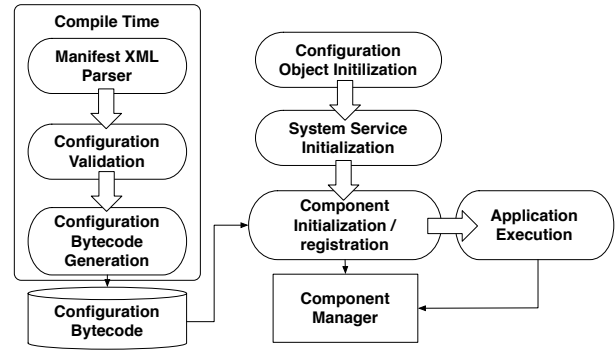 Compile Time
Manifest XML
Parser
Configuration
Validation
Configuration
Bytecode
Generation
Configuration
Bytecode
Configuration
Object Initilization
System Service
Initialization
Component
Initialization /
registration
Application
Execution
Component
Manager